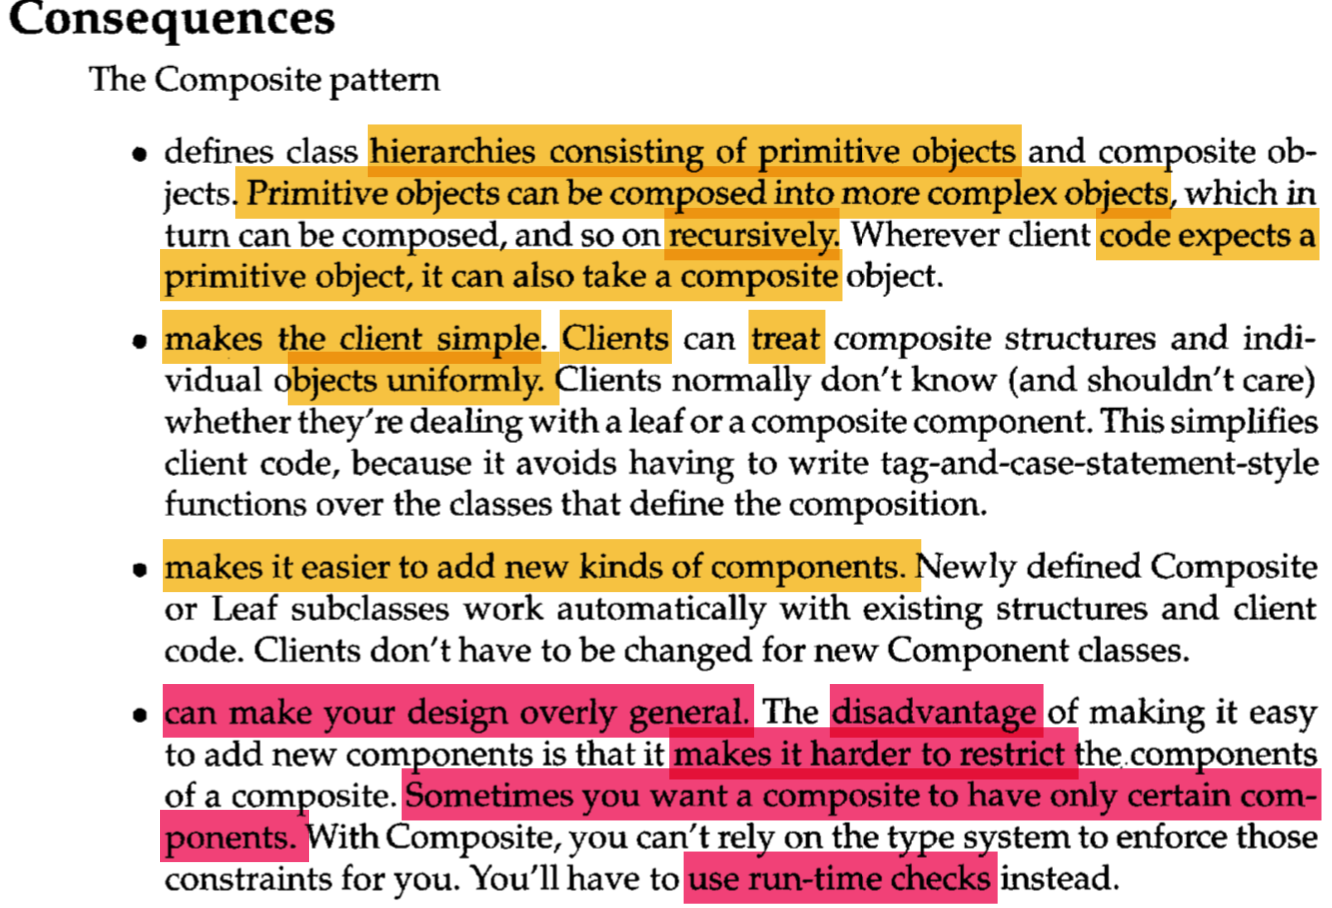 Consequences
The Composite pattern
• defines class hierarchies consisting of primitive objects and composite ob-
jects. Primitive objects can be composed into more complex objects, which in
turn can be composed, and so on recursively. Wherever client code expects a
primitive object, it can also take a composite object.
• makes the client simple. Clients can treat composite structures and indi-
vidual objects uniformly. Clients normally don't know (and shouldn't care)
whether they're dealing with a leaf or a composite component. This simplifies
client code, because it avoids having to write tag-and-case-statement-style
functions over the classes that define the composition.
• makes it easier to add new kinds of components. Newly defined Composite
or Leaf subclasses work automatically with existing structures and client
code. Clients don't have to be changed for new Component classes.
• can make your design overly general. The disadvantage of making it easy
to add new components is that it makes it harder to restrict the components
of a composite. Sometimes you want a composite to have only certain com-
ponents. With Composite, you can't rely on the type system to enforce those
constraints for you. You'll have to use run-time checks instead.